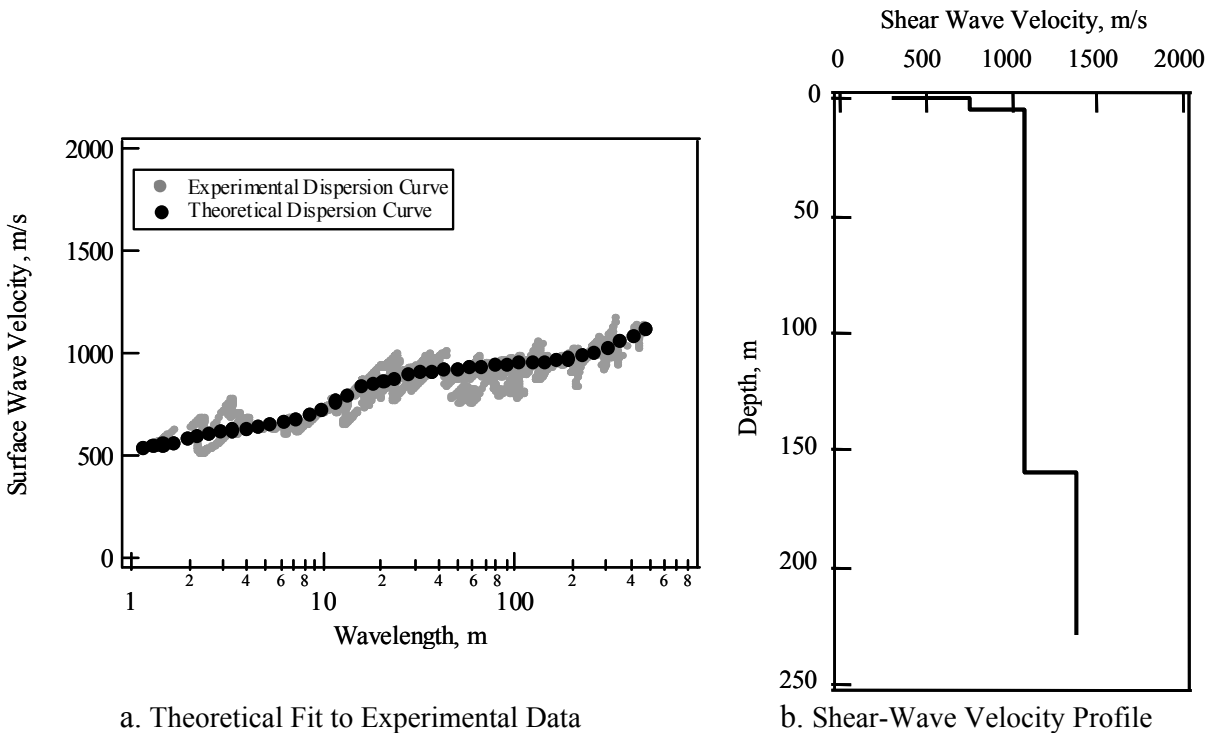 2000
1500
1000
500
0
Surface Wave Velocity, m/s
Experimental Dispersion Curve
Theoretical Dispersion Curve
2 4 6 8 2 4 6 8 2 4 6 8
1 10 100
Wavelength, m
a. Theoretical Fit to Experimental Data
Shear Wave Velocity, m/s
0 500 1000 1500 2000
0
50
100
150
200
250
Depth, m
b. Shear-Wave Velocity Profile